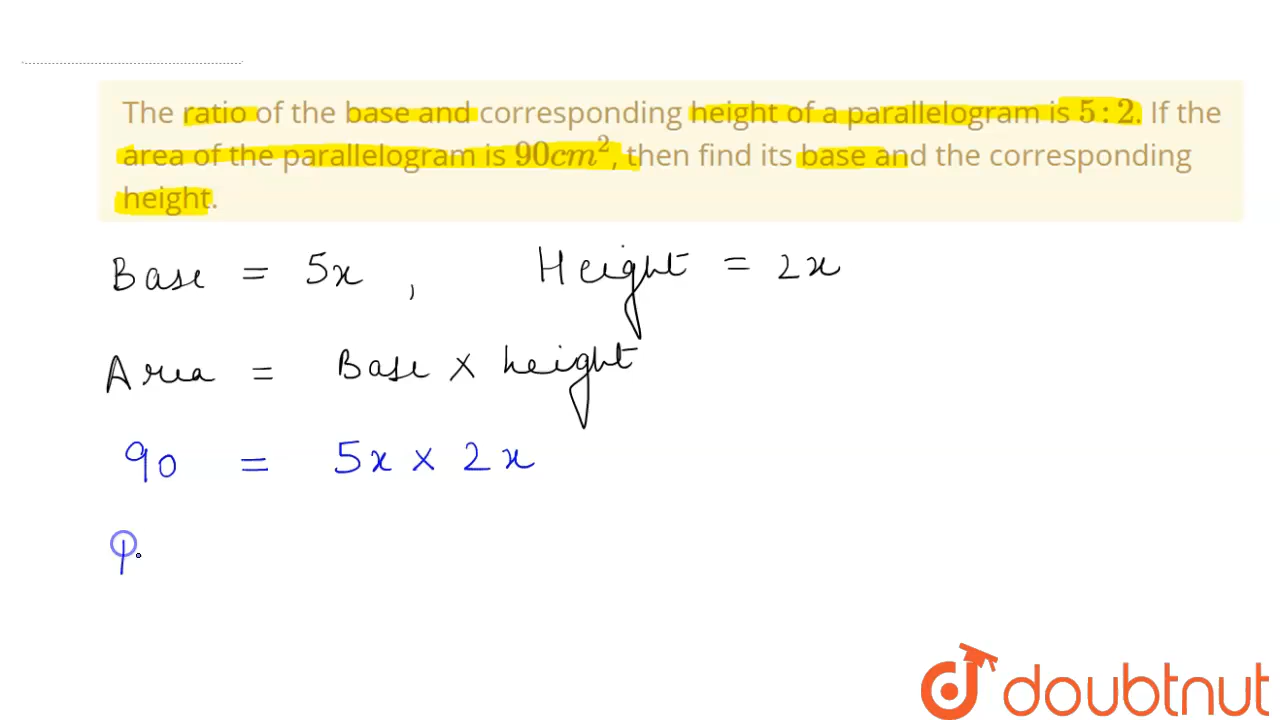 The ratio of the base and corresponding height of a parallelogram is 5 : 2. If the
area of the parallelogram is 90cm², then find its base and the corresponding
height.
Base = 5x , Height = 2x
Area = Base × height
90 = 5x × 2x
doubtnut